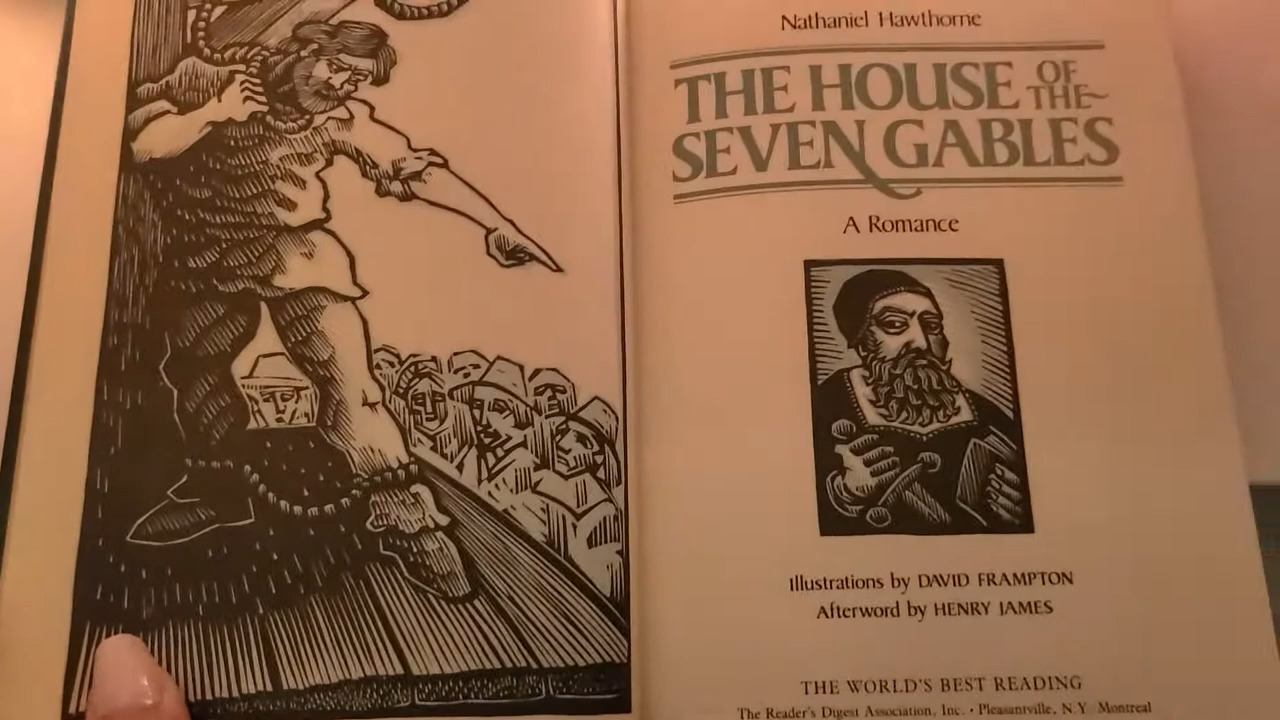 Nathaniel Hawthorne
THE HOUSE OF THE
SEVEN GABLES
A Romance
Illustrations by DAVID FRAMPTON
Afterword by HENRY JAMES
THE WORLD'S BEST READING
The Reader's Digest Association, Inc. • Pleasantville, N.Y. Montreal